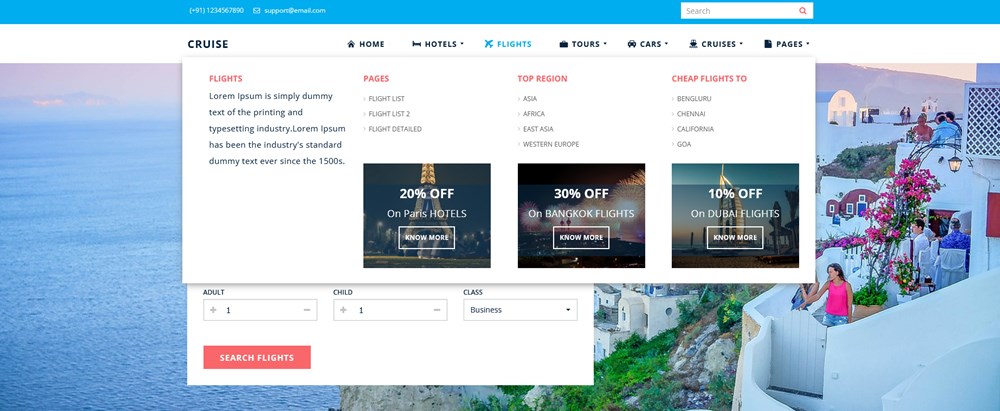 (+91) 1234567890 support@email.com Search
CRUISE HOME HOTELS FLIGHTS TOURS CARS CRUISES PAGES
FLIGHTS
Lorem Ipsum is simply dummy
text of the printing and
typesetting industry.Lorem Ipsum
has been the industry's standard
dummy text ever since the 1500s.
PAGES
FLIGHT LIST
FLIGHT LIST 2
FLIGHT DETAILED
TOP REGION
ASIA
AFRICA
EAST ASIA
WESTERN EUROPE
CHEAP FLIGHTS TO
BENGLURU
CHENNAI
CALIFORNIA
GOA
20% OFF
On Paris HOTELS
KNOW MORE
30% OFF
On BANGKOK FLIGHTS
KNOW MORE
10% OFF
On DUBAI FLIGHTS
KNOW MORE
ADULT CHILD CLASS
1 1 Business
SEARCH FLIGHTS